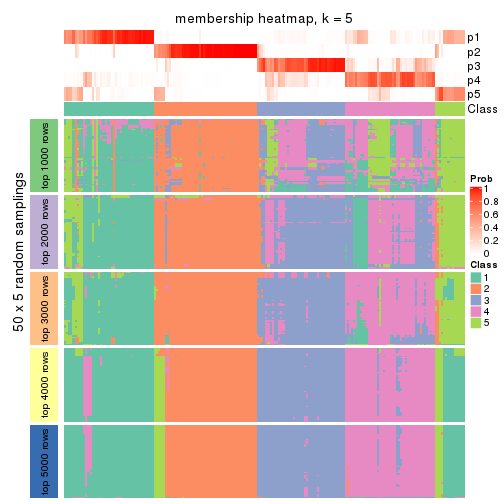 membership heatmap, k = 5
p1
p2
p3
p4
p5
Class
50 x 5 random samplings
top 1000 rows
top 2000 rows
top 3000 rows
top 4000 rows
top 5000 rows
Prob
1
0.8
0.6
0.4
0.2
0
Class
1
2
3
4
5